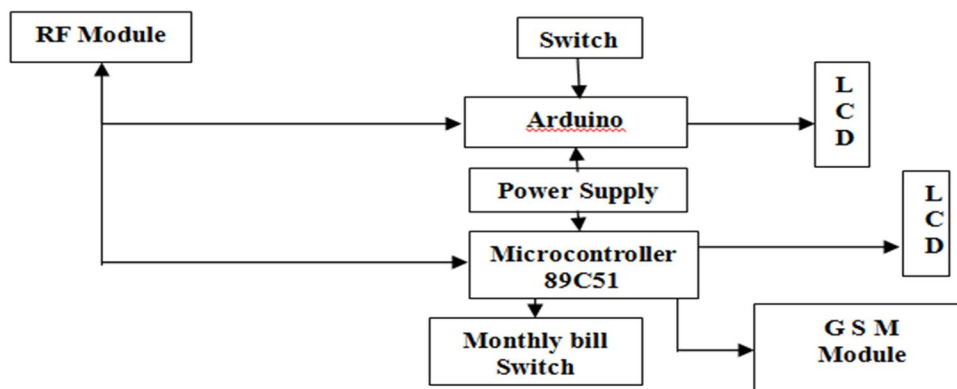 RF Module
Switch
Arduino
L
C
D
Power Supply
L
C
D
Microcontroller
89C51
Monthly bill
Switch
G S M
Module